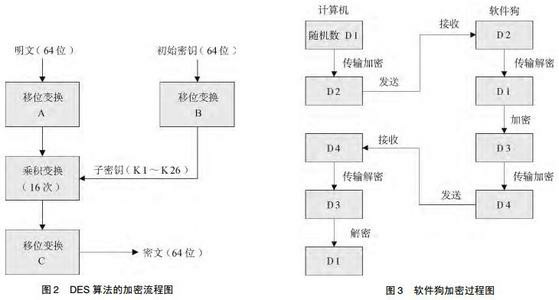 明文(64位)
初始密钥(64位)
移位变换
A
移位变换
B
子密钥(K1～K26)
乘积变换
(16次)
移位变换
C
密文(64位)
图2 DES算法的加密流程图
计算机
软件狗
随机数 D1
接收
D2
传输加密
发送
传输解密
D2
D1
加密
D4
接收
D3
传输解密
传输加密
D3
发送
D4
解密
D1
图3 软件狗加密过程图